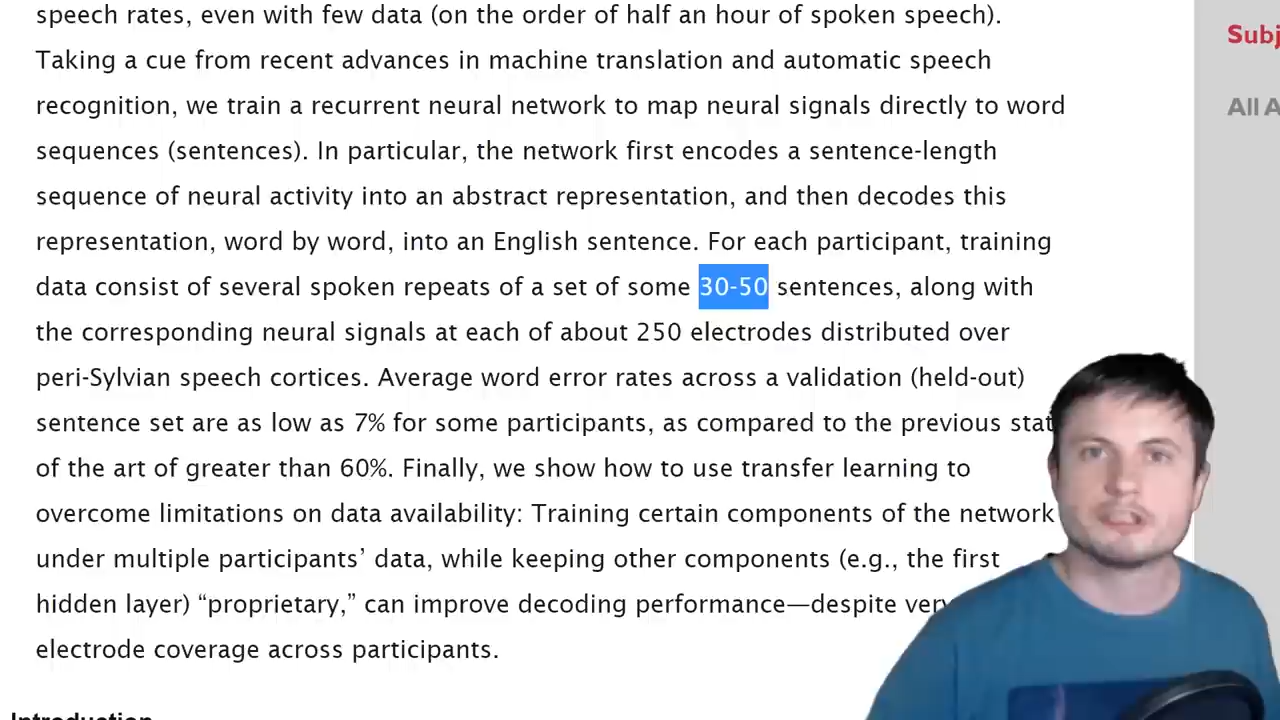 speech rates, even with few data (on the order of half an hour of spoken speech).
Taking a cue from recent advances in machine translation and automatic speech
recognition, we train a recurrent neural network to map neural signals directly to word
sequences (sentences). In particular, the network first encodes a sentence-length
sequence of neural activity into an abstract representation, and then decodes this
representation, word by word, into an English sentence. For each participant, training
data consist of several spoken repeats of a set of some 30-50 sentences, along with
the corresponding neural signals at each of about 250 electrodes distributed over
peri-Sylvian speech cortices. Average word error rates across a validation (held-out)
sentence set are as low as 7% for some participants, as compared to the previous
of the art of greater than 60%. Finally, we show how to use transfer learning to
overcome limitations on data availability: Training certain components of the network
under multiple participants’ data, while keeping other components (e.g., the first
hidden layer) “proprietary,” can improve decoding performance—despite very
electrode coverage across participants.
Introduction
All